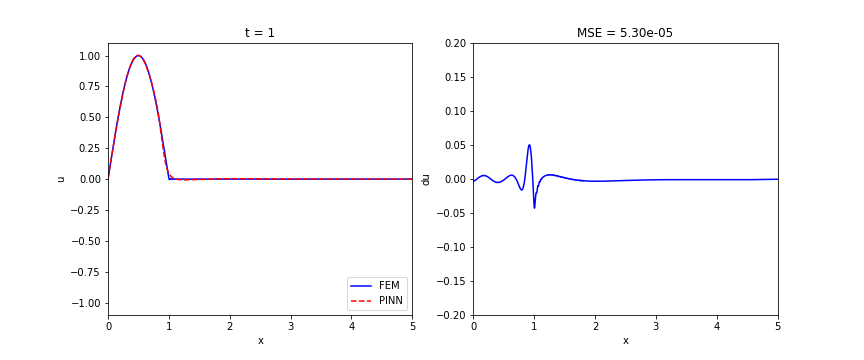 t = 1
1.00
0.75
0.50
0.25
0.00
−0.25
−0.50
−0.75
−1.00
u
0 1 2 3 4 5
x
FEM
PINN
MSE = 5.30e-05
0.20
0.15
0.10
0.05
0.00
−0.05
−0.10
−0.15
−0.20
du
0 1 2 3 4 5
x